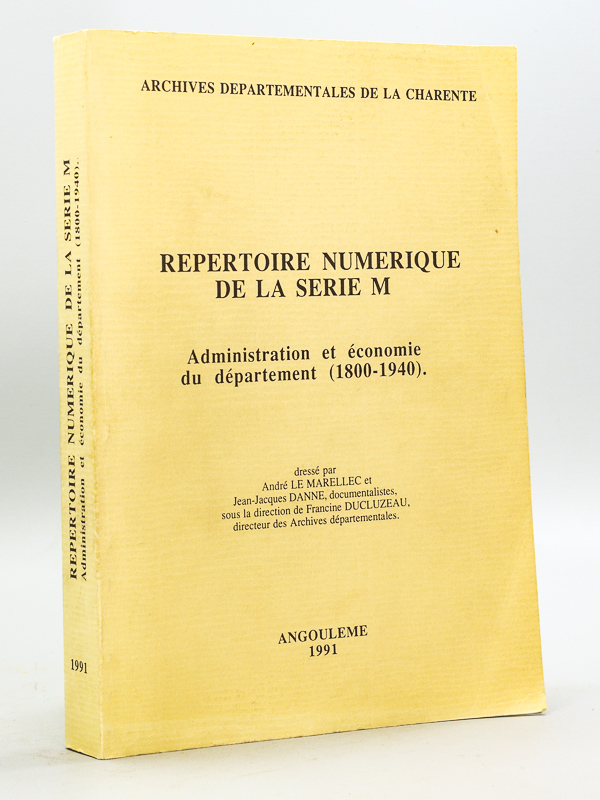 ARCHIVES DEPARTEMENTALES DE LA CHARENTE
REPERTOIRE NUMERIQUE
DE LA SERIE M
Administration et économie
du département (1800-1940).
dressé par
André LE MARELLEC et
Jean-Jacques DANNE, documentalistes,
sous la direction de Francine DUCLUZEAU,
directeur des Archives départementales.
ANGOULEME
1991
REPERTOIRE NUMERIQUE DE LA SERIE M
Administration et économie du département (1800-1940).
1991